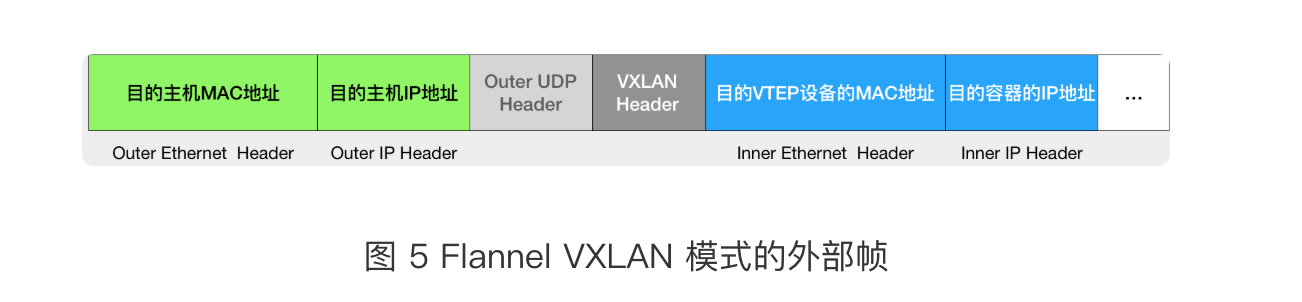 目的主机MAC地址
目的主机IP地址
Outer UDP
Header
VXLAN
Header
目的VTEP设备的MAC地址
目的容器的IP地址
...
Outer Ethernet Header
Outer IP Header
Inner Ethernet Header
Inner IP Header
图 5 Flannel VXLAN 模式的外部帧